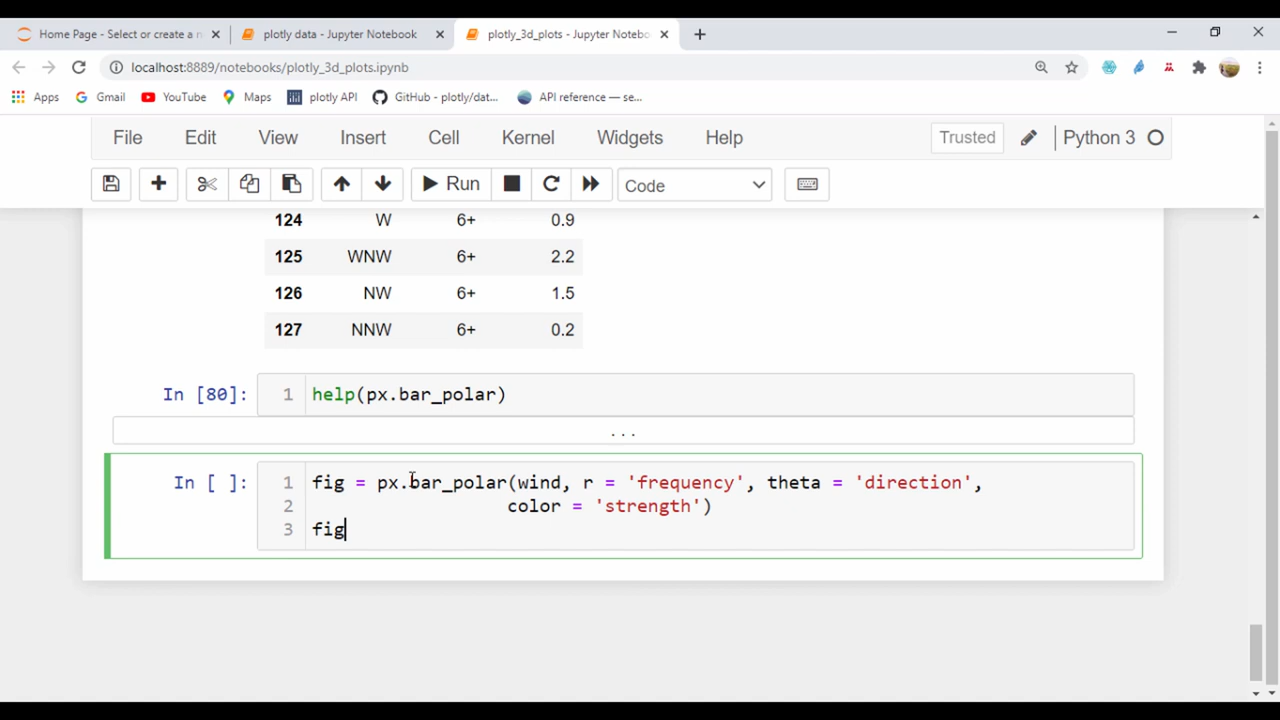 Home Page - Select or create a n
plotly data - Jupyter Notebook
plotly_3d_plots - Jupyter Notebo
localhost:8889/notebooks/plotly_3d_plots.ipynb
Apps Gmail YouTube Maps plotly API GitHub - plotly/dat... API reference — se...
File Edit View Insert Cell Kernel Widgets Help Trusted Python 3
Run Code
124 W 6+ 0.9
125 WNW 6+ 2.2
126 NW 6+ 1.5
127 NNW 6+ 0.2
In [80]: 1 help(px.bar_polar)
...
In [ ]: 1 fig = px.bar_polar(wind, r = 'frequency', theta = 'direction',
2 color = 'strength')
3 fig